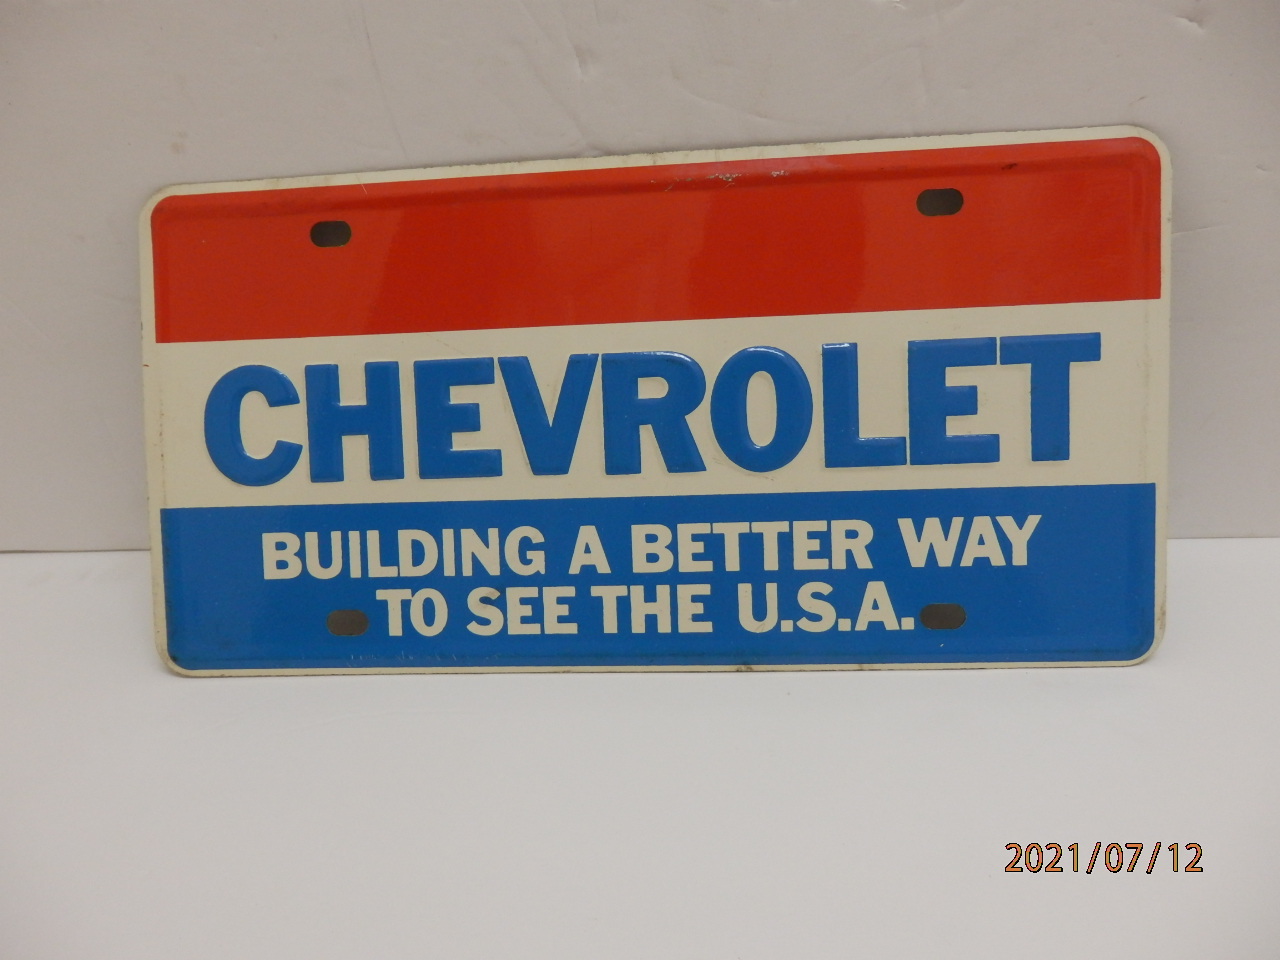 CHEVROLET
BUILDING A BETTER WAY
TO SEE THE U.S.A.
2021/07/12